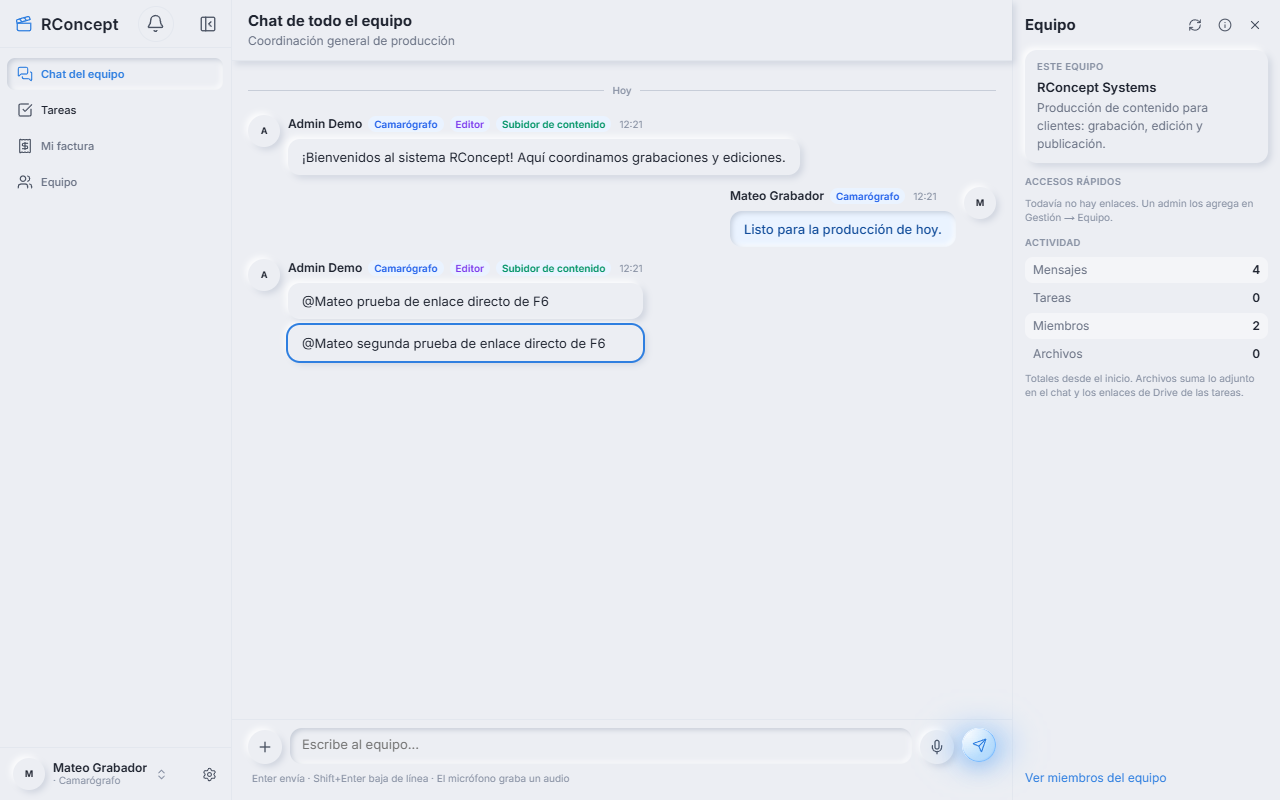 RConcept
Chat del equipo
Tareas
Mi factura
Equipo
M
Mateo Grabador
· Camarógrafo
Chat de todo el equipo
Coordinación general de producción
Hoy
A
Admin Demo Camarógrafo Editor Subidor de contenido 12:21
¡Bienvenidos al sistema RConcept! Aquí coordinamos grabaciones y ediciones.
Mateo Grabador Camarógrafo 12:21
M
Listo para la producción de hoy.
A
Admin Demo Camarógrafo Editor Subidor de contenido 12:21
@Mateo prueba de enlace directo de F6
@Mateo segunda prueba de enlace directo de F6
Escribe al equipo...
Enter envía · Shift+Enter baja de línea · El micrófono graba un audio
Equipo
ESTE EQUIPO
RConcept Systems
Producción de contenido para
clientes: grabación, edición y
publicación.
ACCESOS RÁPIDOS
Todavía no hay enlaces. Un admin los agrega en
Gestión → Equipo.
ACTIVIDAD
Mensajes 4
Tareas 0
Miembros 2
Archivos 0
Totales desde el inicio. Archivos suma lo adjunto
en el chat y los enlaces de Drive de las tareas.
Ver miembros del equipo